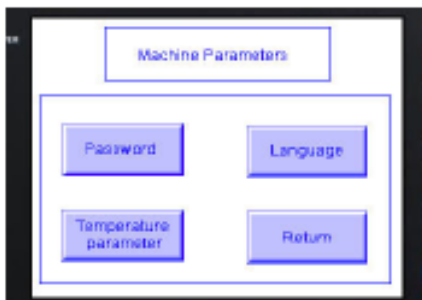 Machine Parameters
Password
Language
Temperature
parameter
Return